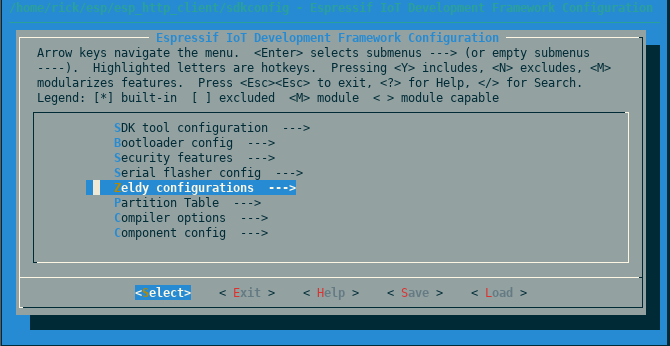 /home/rick/esp/esp_http_client/sdkconfig - Espressif IoT Development Framework Configuration
Espressif IoT Development Framework Configuration
Arrow keys navigate the menu.  <Enter> selects submenus ---> (or empty submenus
----).  Highlighted letters are hotkeys.  Pressing <Y> includes, <N> excludes, <M>
modularizes features.  Press <Esc><Esc> to exit, <?> for Help, </> for Search.
Legend: [*] built-in  [ ] excluded  <M> module  < > module capable
SDK tool configuration  --->
Bootloader config  --->
Security features  --->
Serial flasher config  --->
Zeldy configurations  --->
Partition Table  --->
Compiler options  --->
Component config  --->
<Select>    < Exit >    < Help >    < Save >    < Load >